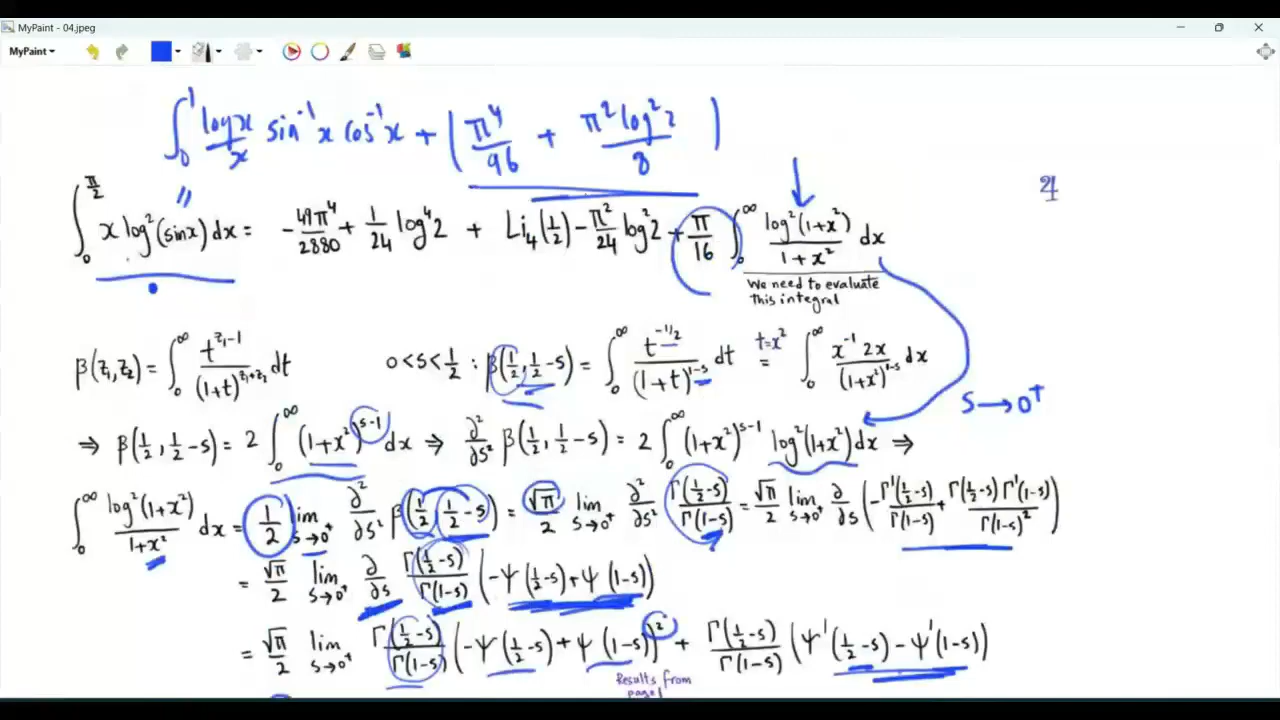 MyPaint - 04.jpeg
MyPaint
∫₀¹ (log x / x) sin⁻¹x cos⁻¹x + (π⁴/96 + π² log²2 / 8)
"
4
∫₀^{π/2} x log²(sin x) dx = -49π⁴/2880 + (1/24) log⁴2 + Li₄(1/2) - (π²/24) log²2 + (π/16) ∫₀^∞ log²(1+x²)/(1+x²) dx
We need to evaluate
this integral
β(z₁,z₂) = ∫₀^∞ t^{z₁-1}/(1+t)^{z₁+z₂} dt 0<s<1/2 : β(1/2, 1/2 -s) = ∫₀^∞ t^{-1/2}/(1+t)^{1-s} dt =^{t=x²} ∫₀^∞ x⁻¹ 2x/(1+x²)^{1-s} dx
s→0⁺
⇒ β(1/2, 1/2 -s) = 2 ∫₀^∞ (1+x²)^{s-1} dx ⇒ ∂²/∂s² β(1/2, 1/2 -s) = 2 ∫₀^∞ (1+x²)^{s-1} log²(1+x²) dx ⇒
∫₀^∞ log²(1+x²)/(1+x²) dx = 1/2 lim_{s→0⁺} ∂²/∂s² β(1/2, 1/2 -s) = √π/2 lim_{s→0⁺} ∂²/∂s² Γ(1/2 -s)/Γ(1-s) = √π/2 lim_{s→0⁺} ∂/∂s (-Γ'(1/2 -s)/Γ(1-s) + Γ(1/2 -s) Γ'(1-s)/Γ(1-s)²)
= √π/2 lim_{s→0⁺} ∂/∂s Γ(1/2 -s)/Γ(1-s) (-ψ(1/2 -s) + ψ(1-s))
= √π/2 lim_{s→0⁺} Γ(1/2 -s)/Γ(1-s) (-ψ(1/2 -s) + ψ(1-s))² + Γ(1/2 -s)/Γ(1-s) (ψ'(1/2 -s) - ψ'(1-s))
Results from
page 1